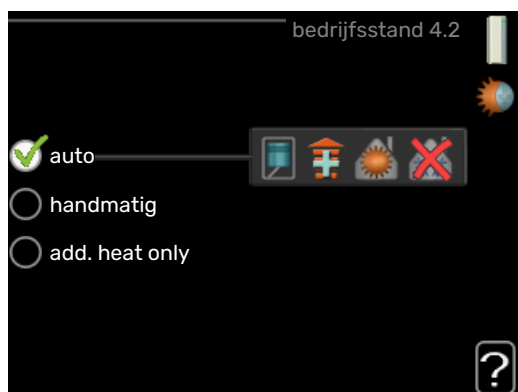 bedrijfsstand 4.2
auto
handmatig
add. heat only
?